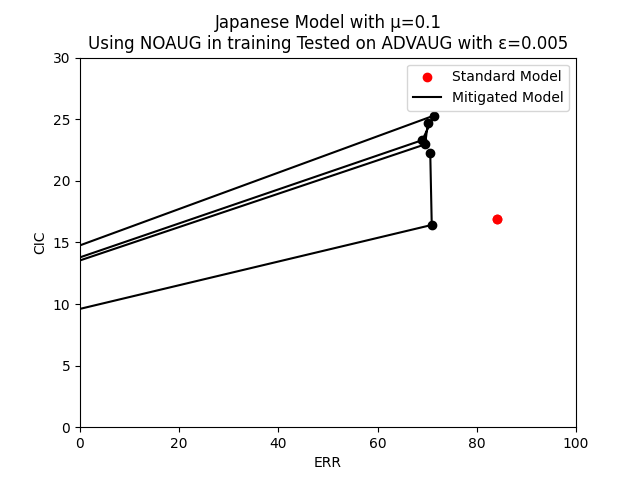 Japanese Model with μ=0.1
Using NOAUG in training Tested on ADVAUG with ε=0.005
30
25
20
15
10
5
0
CIC
Standard Model
Mitigated Model
0 20 40 60 80 100
ERR